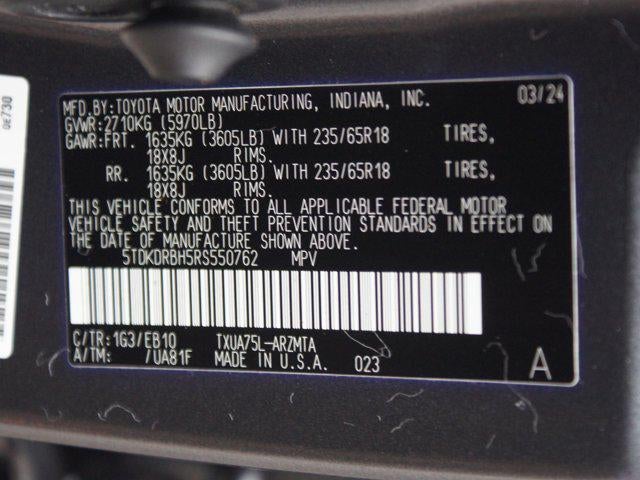 MFD.BY:TOYOTA MOTOR MANUFACTURING, INDIANA, INC. 03/24
GVWR:2710KG (5970LB)
GAWR:FRT. 1635KG (3605LB) WITH 235/65R18 TIRES,
18X8J RIMS.
RR. 1635KG (3605LB) WITH 235/65R18 TIRES,
18X8J RIMS.
THIS VEHICLE CONFORMS TO ALL APPLICABLE FEDERAL MOTOR
VEHICLE SAFETY AND THEFT PREVENTION STANDARDS IN EFFECT ON
THE DATE OF MANUFACTURE SHOWN ABOVE.
5TDKDRBH5RS550762 MPV
C/TR:1G3/EB10 TXUA75L-ARZMTA
A/TM: /UA81F MADE IN U.S.A. 023 A
QE730